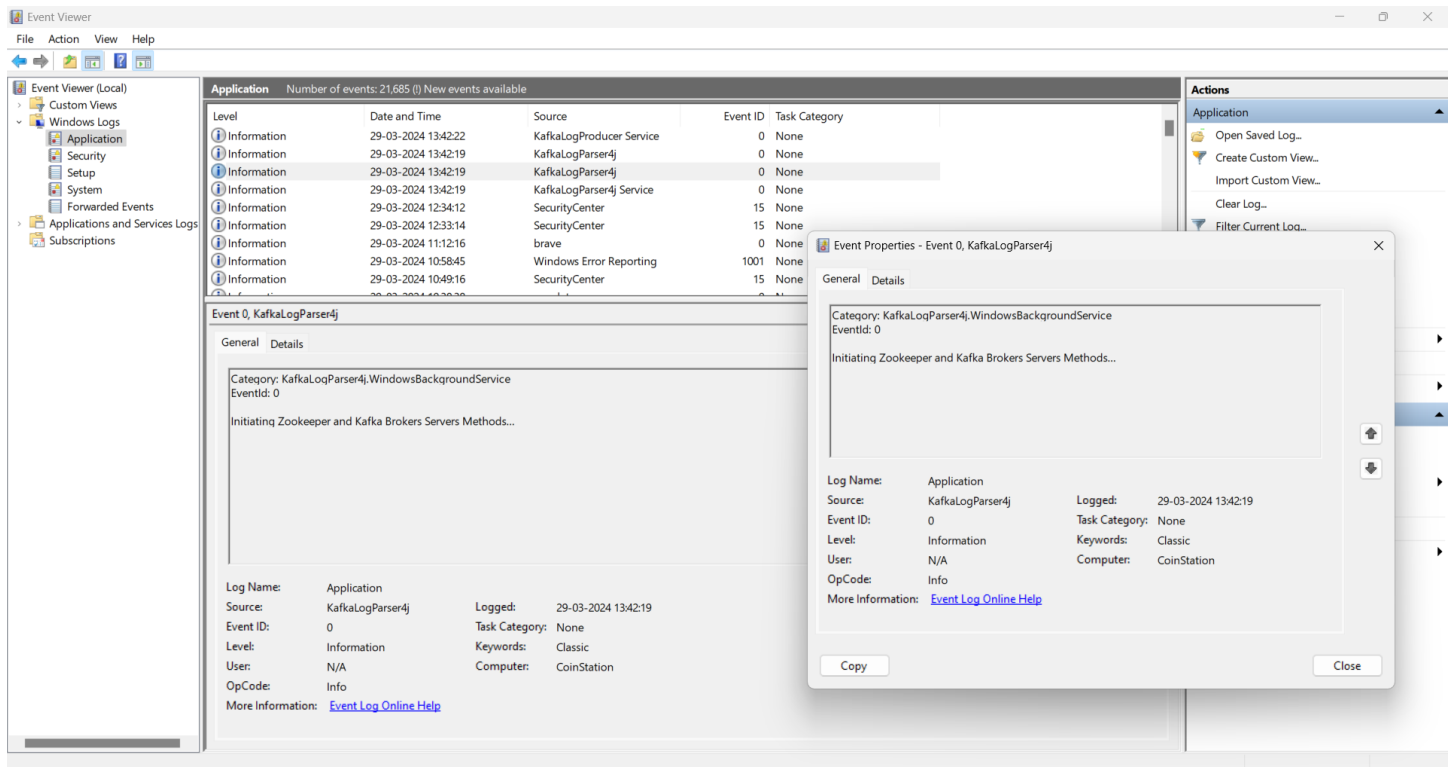 Event Viewer
File Action View Help
Event Viewer (Local)
Custom Views
Windows Logs
Application
Security
Setup
System
Forwarded Events
Applications and Services Logs
Subscriptions
Application Number of events: 21,685 (!) New events available
Level Date and Time Source Event ID Task Category
Information 29-03-2024 13:42:22 KafkaLogProducer Service 0 None
Information 29-03-2024 13:42:19 KafkaLogParser4j 0 None
Information 29-03-2024 13:42:19 KafkaLogParser4j 0 None
Information 29-03-2024 13:42:19 KafkaLogParser4j Service 0 None
Information 29-03-2024 12:34:12 SecurityCenter 15 None
Information 29-03-2024 12:33:14 SecurityCenter 15 None
Information 29-03-2024 11:12:16 brave 0 None
Information 29-03-2024 10:58:45 Windows Error Reporting 1001 None
Information 29-03-2024 10:49:16 SecurityCenter 15 None
Event 0, KafkaLogParser4j
General Details
Category: KafkaLogParser4j.WindowsBackgroundService
EventId: 0
Initiating Zookeeper and Kafka Brokers Servers Methods...
Log Name: Application
Source: KafkaLogParser4j Logged: 29-03-2024 13:42:19
Event ID: 0 Task Category: None
Level: Information Keywords: Classic
User: N/A Computer: CoinStation
OpCode: Info
More Information: Event Log Online Help
Actions
Application
Open Saved Log...
Create Custom View...
Import Custom View...
Clear Log...
Filter Current Log...
Event Properties - Event 0, KafkaLogParser4j
General Details
Category: KafkaLogParser4j.WindowsBackgroundService
EventId: 0
Initiating Zookeeper and Kafka Brokers Servers Methods...
Log Name: Application
Source: KafkaLogParser4j Logged: 29-03-2024 13:42:19
Event ID: 0 Task Category: None
Level: Information Keywords: Classic
User: N/A Computer: CoinStation
OpCode: Info
More Information: Event Log Online Help
Copy Close